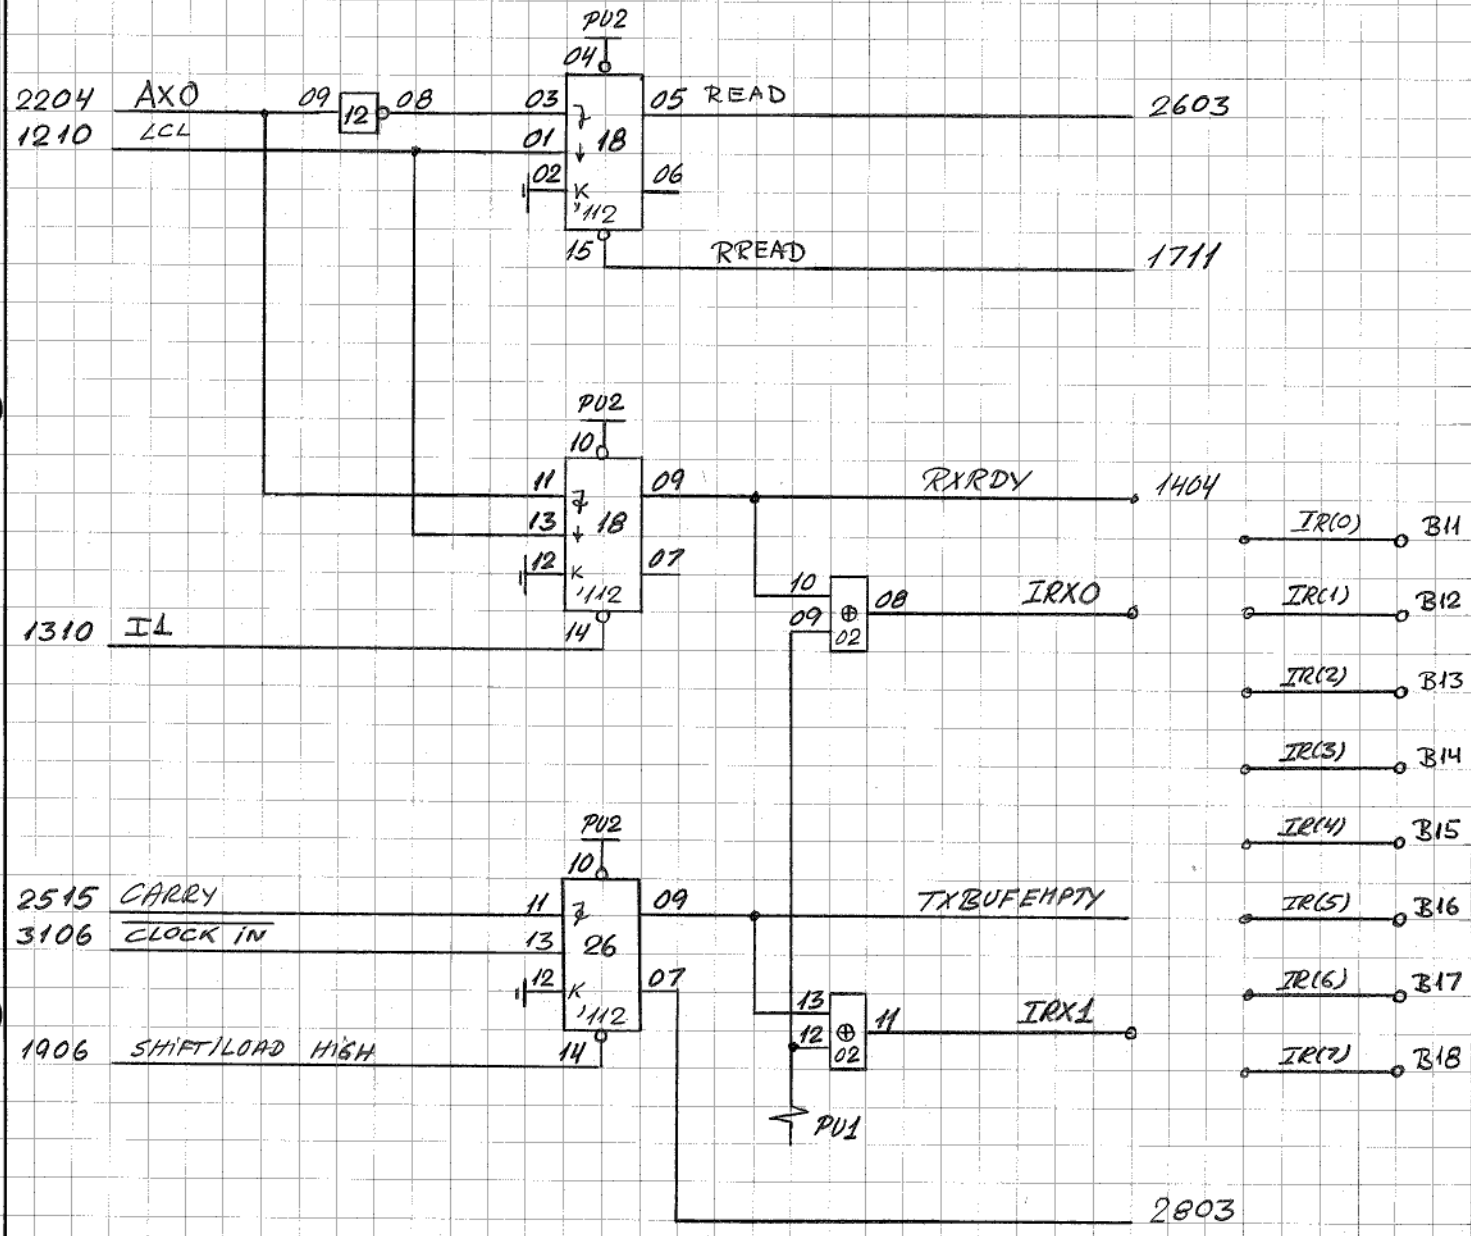 PU2
04
2204 AX0 09 12 08 03 J 05 READ 2603
1210 LCL 01 18
02 K 06
'112
15 RREAD 1711
PU2
10
11 J 09 RXRDY 1404
13 18
12 K 07
'112
1310 I1 14
10
09 ⊕ 08 IRX0
02
IR(0) B11
IR(1) B12
IR(2) B13
IR(3) B14
IR(4) B15
IR(5) B16
IR(6) B17
IR(7) B18
PU2
10
2515 CARRY 11 J 09 TXBUFEMPTY
3106 CLOCK IN 13 26
12 K 07
'112
1906 SHIFT/LOAD HIGH 14
13
12 ⊕ 11 IRX1
02
PU1
2803